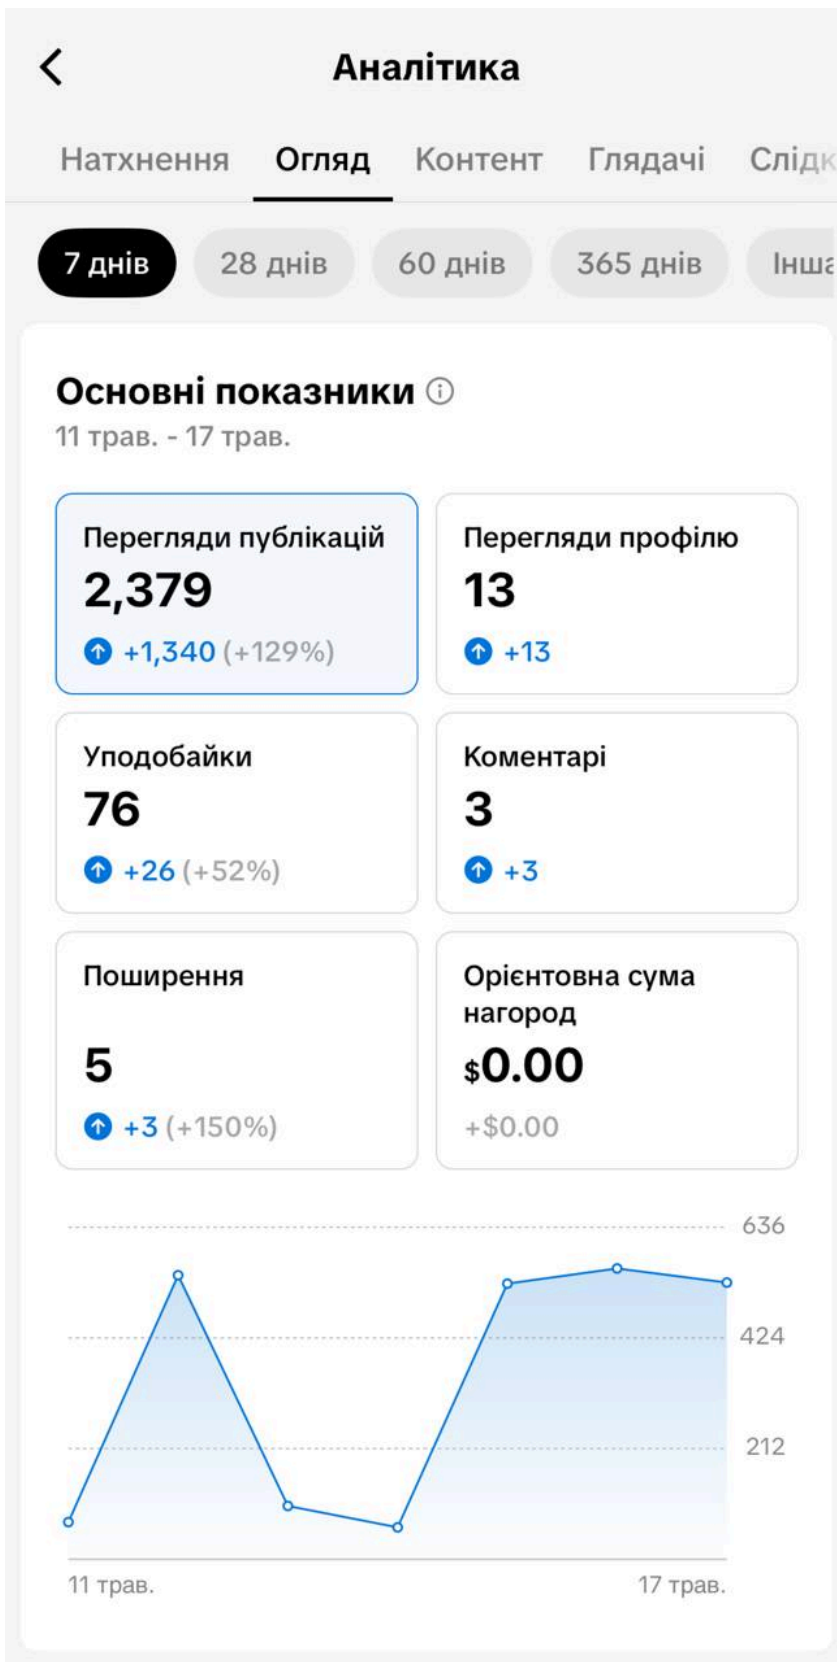 Аналітика
Натхнення Огляд Контент Глядачі Слідк
7 днів 28 днів 60 днів 365 днів Інша
Основні показники
11 трав. - 17 трав.
Перегляди публікацій
2,379
+1,340 (+129%)
Перегляди профілю
13
+13
Уподобайки
76
+26 (+52%)
Коментарі
3
+3
Поширення
5
+3 (+150%)
Орієнтовна сума
нагород
$0.00
+$0.00
636
424
212
11 трав. 17 трав.